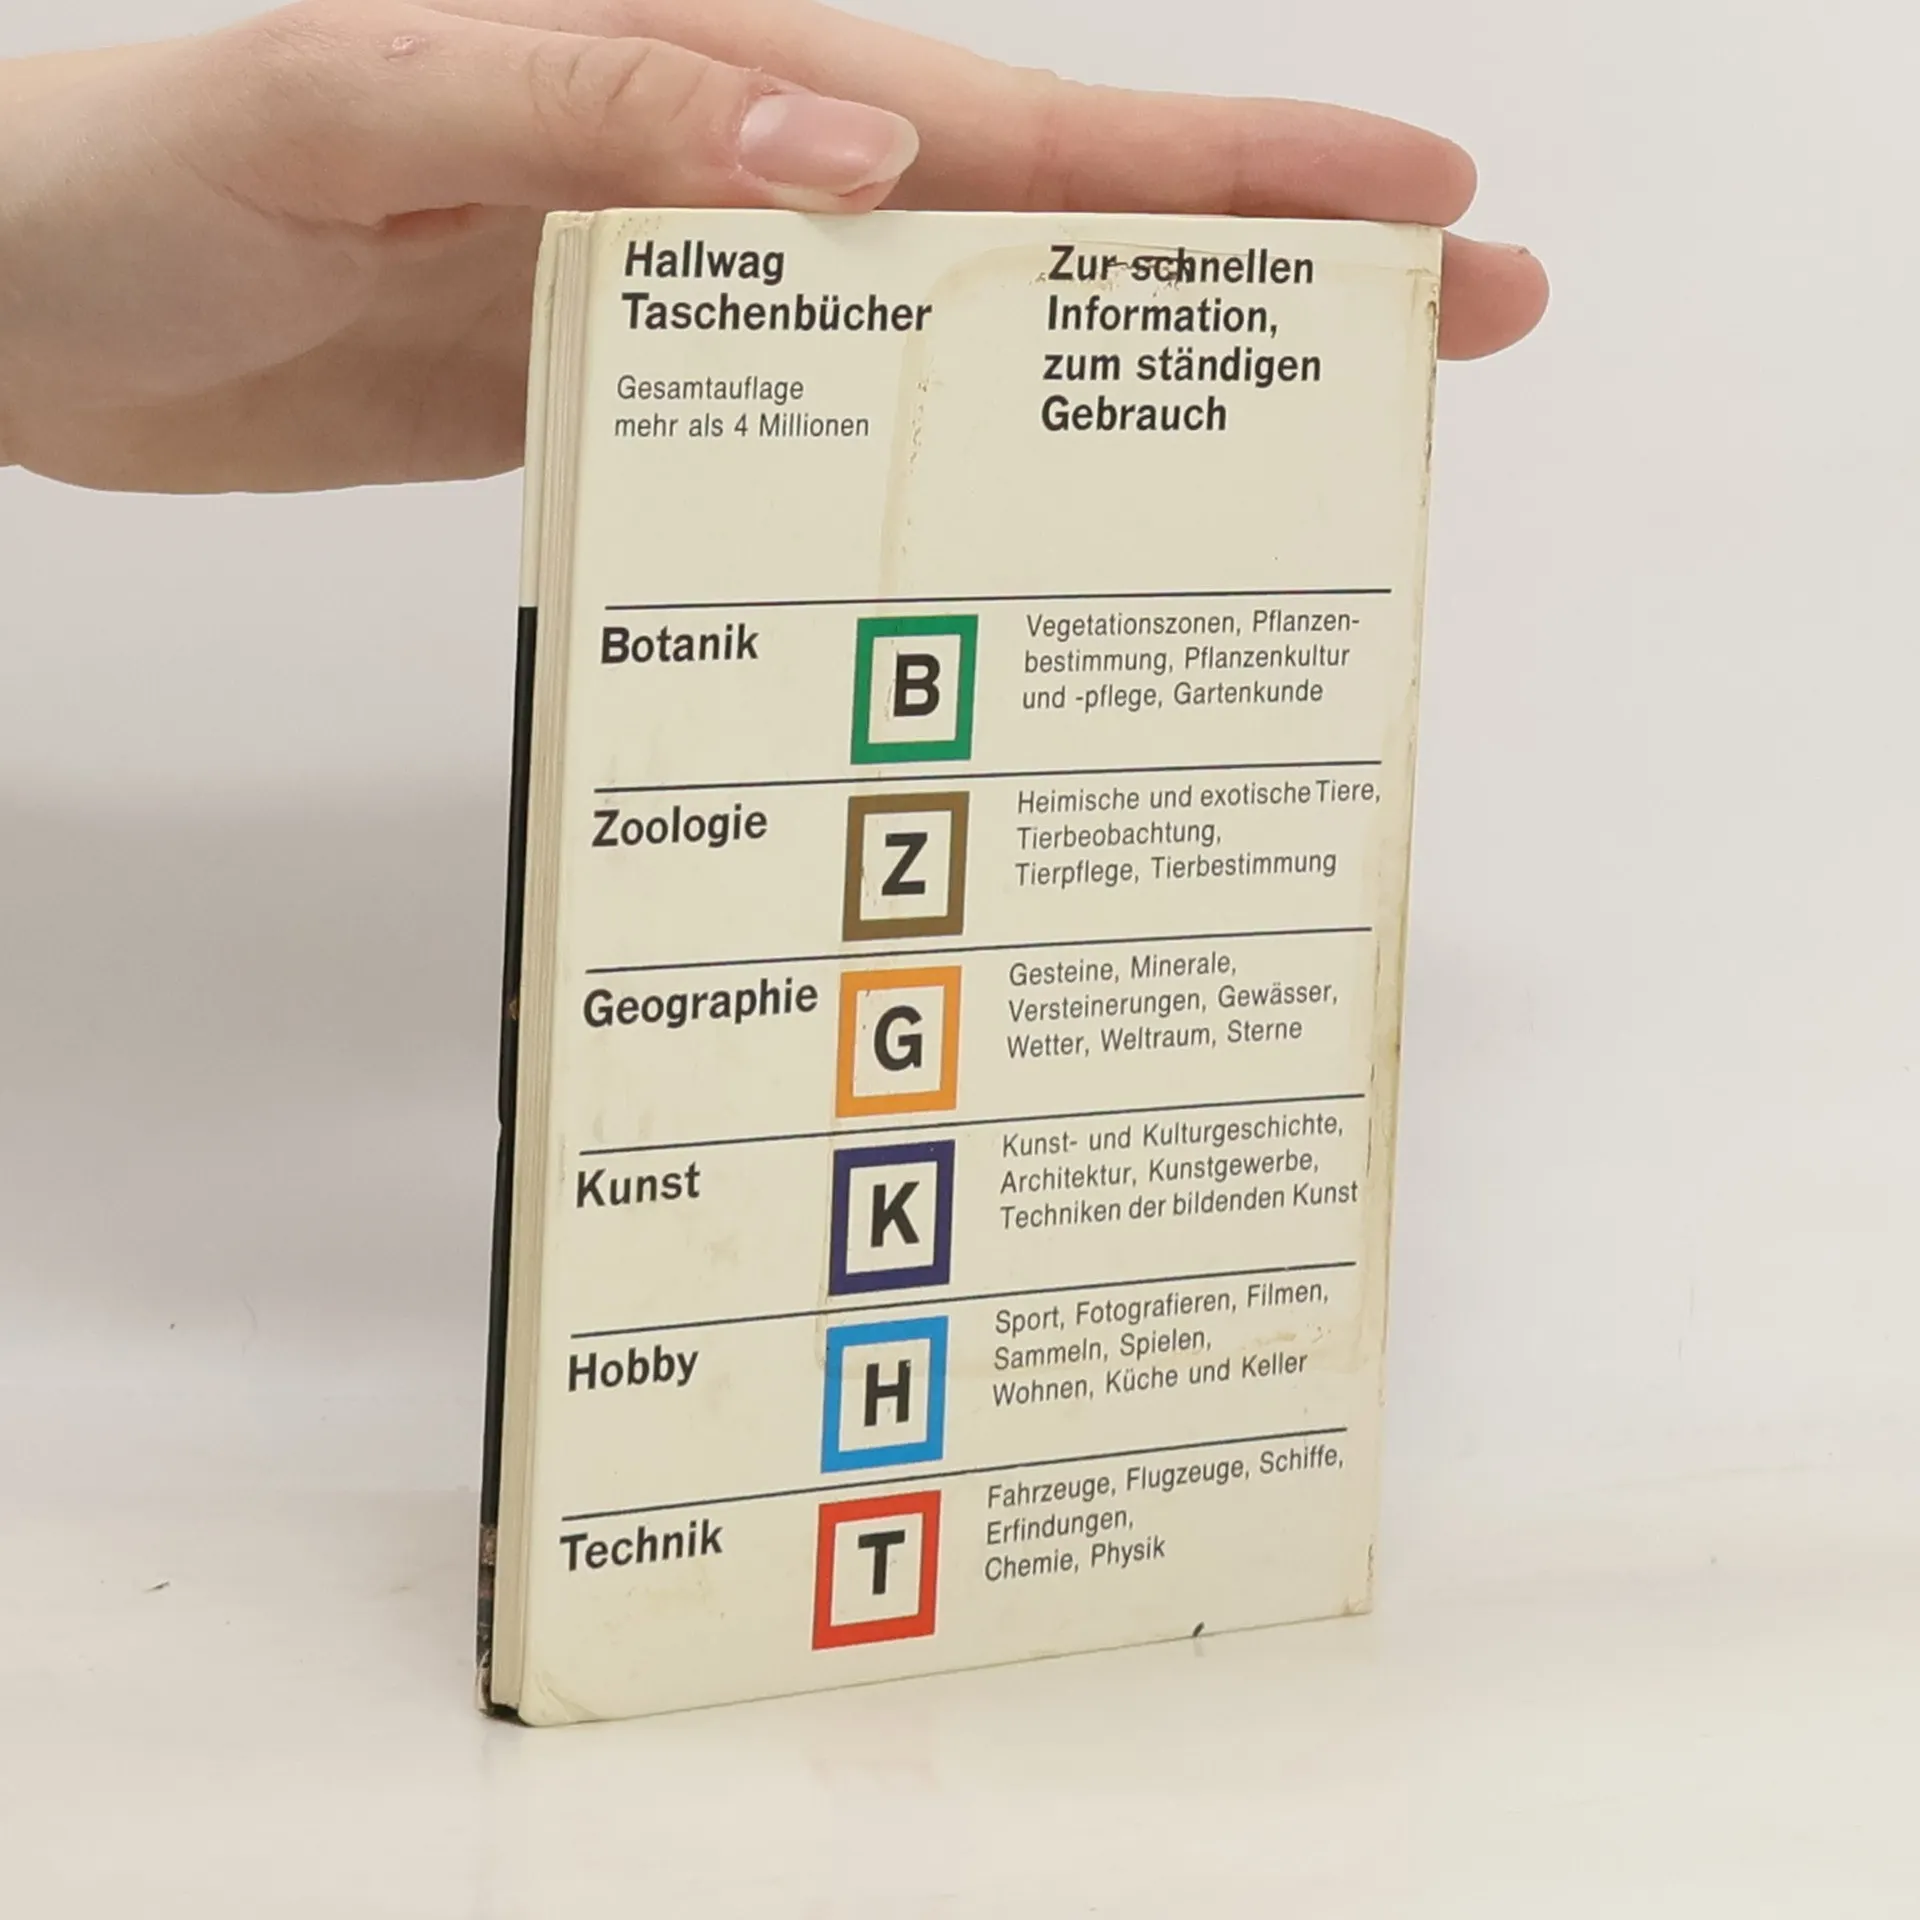 Hallwag
Taschenbücher
Gesamtauflage
mehr als 4 Millionen
Zur schnellen
Information,
zum ständigen
Gebrauch
Botanik
B
Vegetationszonen, Pflanzen-
bestimmung, Pflanzenkultur
und -pflege, Gartenkunde
Zoologie
Z
Heimische und exotische Tiere,
Tierbeobachtung,
Tierpflege, Tierbestimmung
Geographie
G
Gesteine, Minerale,
Versteinerungen, Gewässer,
Wetter, Weltraum, Sterne
Kunst
K
Kunst- und Kulturgeschichte,
Architektur, Kunstgewerbe,
Techniken der bildenden Kunst
Hobby
H
Sport, Fotografieren, Filmen,
Sammeln, Spielen,
Wohnen, Küche und Keller
Technik
T
Fahrzeuge, Flugzeuge, Schiffe,
Erfindungen,
Chemie, Physik